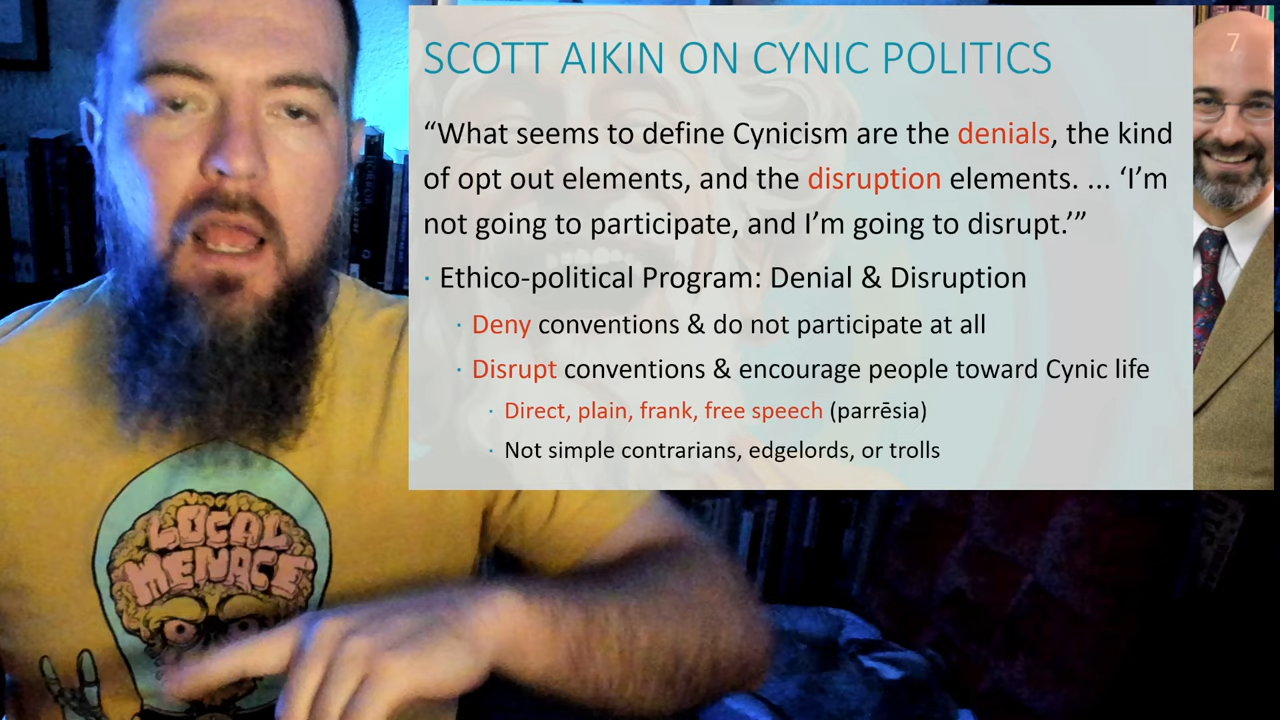 SCOTT AIKIN ON CYNIC POLITICS
7
“What seems to define Cynicism are the denials, the kind
of opt out elements, and the disruption elements. ... ‘I’m
not going to participate, and I’m going to disrupt.’”
· Ethico-political Program: Denial & Disruption
· Deny conventions & do not participate at all
· Disrupt conventions & encourage people toward Cynic life
· Direct, plain, frank, free speech (parrēsia)
· Not simple contrarians, edgelords, or trolls
LOCAL
MENACE